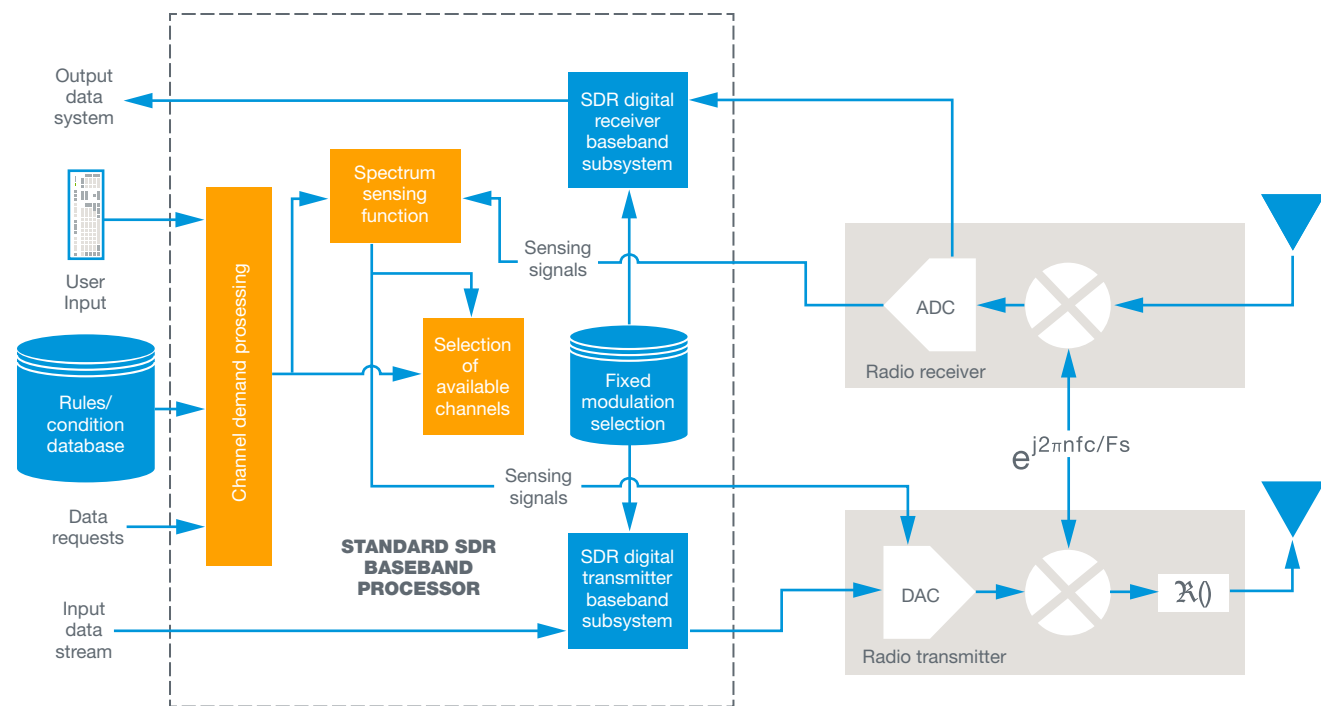 Output
data
system
SDR digital
receiver
baseband
subsystem
Spectrum
sensing
function
Sensing
signals
User
Input
Channel demand prosessing
ADC
Radio receiver
Selection
of
available
channels
Fixed
modulation
selection
Rules/
condition
database
e^j2πnfc/Fs
Sensing
signals
Data
requests
STANDARD SDR
BASEBAND
PROCESSOR
SDR digital
transmitter
baseband
subsystem
DAC
ℜ()
Radio transmitter
Input
data
stream